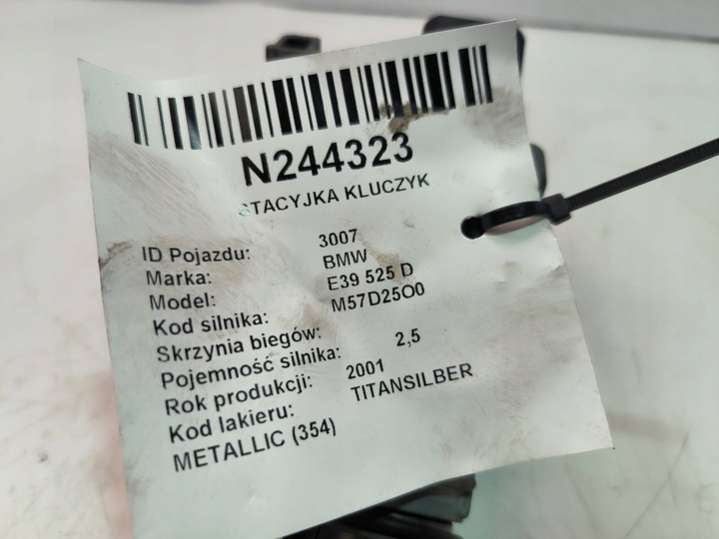 N244323
STACYJKA KLUCZYK
ID Pojazdu: 3007
Marka: BMW
Model: E39 525 D
Kod silnika: M57D25O0
Skrzynia biegów:
Pojemność silnika: 2,5
Rok produkcji: 2001
Kod lakieru: TITANSILBER
METALLIC (354)